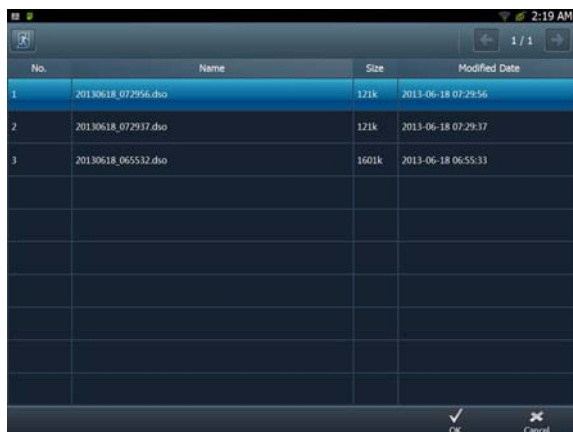 2:19 AM
1 / 1
No. Name Size Modified Date
1 20130618_072956.dso 121k 2013-06-18 07:29:56
2 20130618_072937.dso 121k 2013-06-18 07:29:37
3 20130618_065532.dso 1601k 2013-06-18 06:55:33
OK Cancel